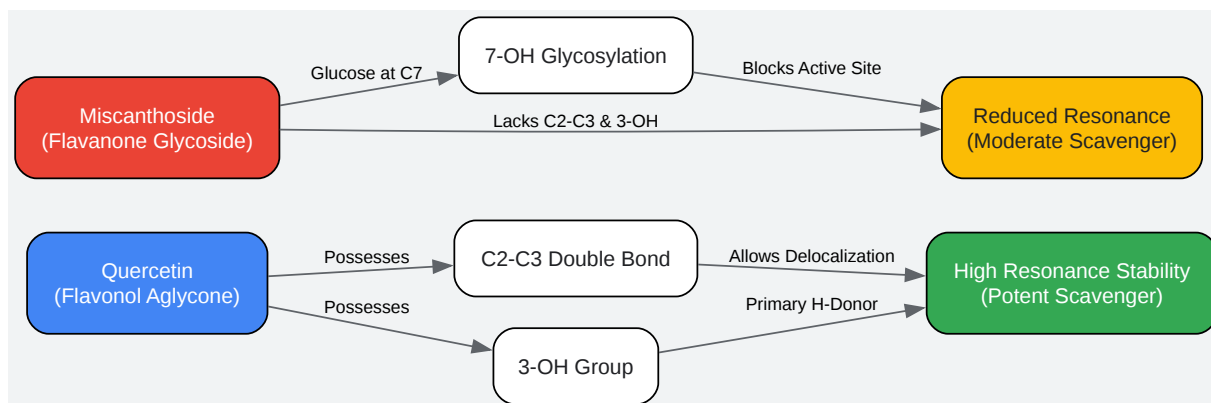 7-OH Glycosylation
Glucose at C7
Blocks Active Site
Miscanthoside
(Flavanone Glycoside)
Lacks C2-C3 & 3-OH
Reduced Resonance
(Moderate Scavenger)
Quercetin
(Flavonol Aglycone)
Possesses
C2-C3 Double Bond
Allows Delocalization
High Resonance Stability
(Potent Scavenger)
Possesses
3-OH Group
Primary H-Donor